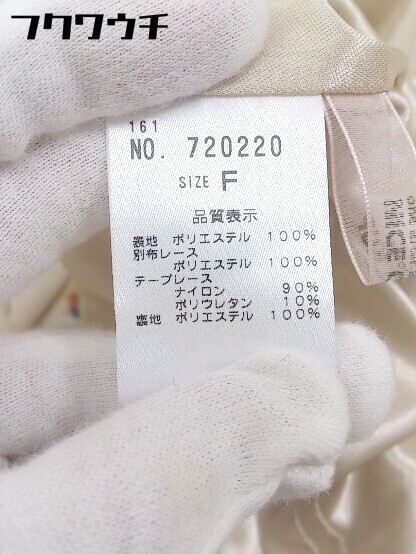 フクワウチ
161
NO. 720220
SIZE F
品質表示
表地 ポリエステル 100%
別布レース
ポリエステル 100%
テープレース
ナイロン 90%
ポリウレタン 10%
裏地 ポリエステル 100%